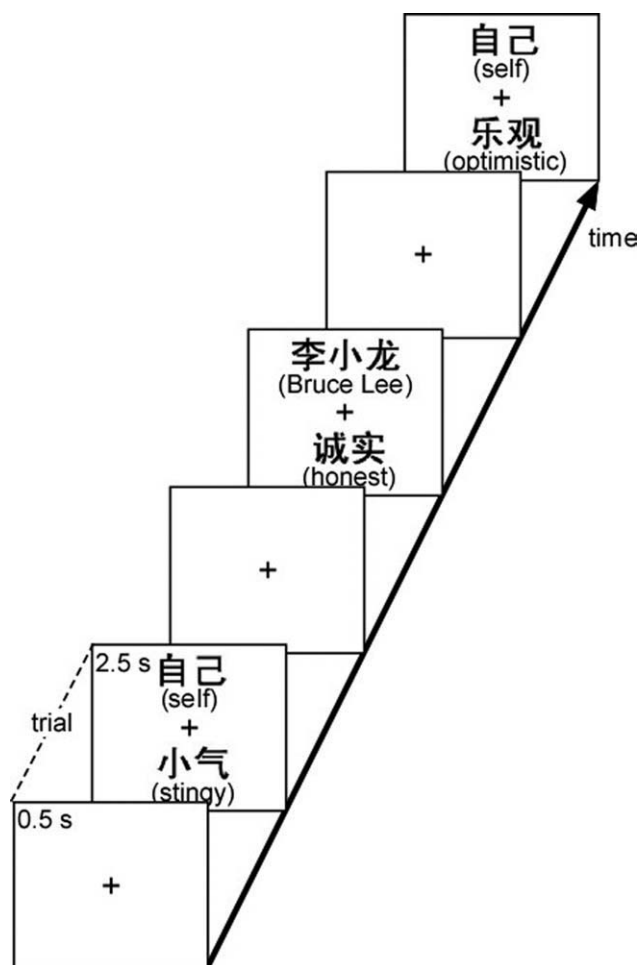 自己
(self)
+
乐观
(optimistic)
time
+
李小龙
(Bruce Lee)
+
诚实
(honest)
+
2.5 s
自己
(self)
+
小气
(stingy)
trial
0.5 s
+